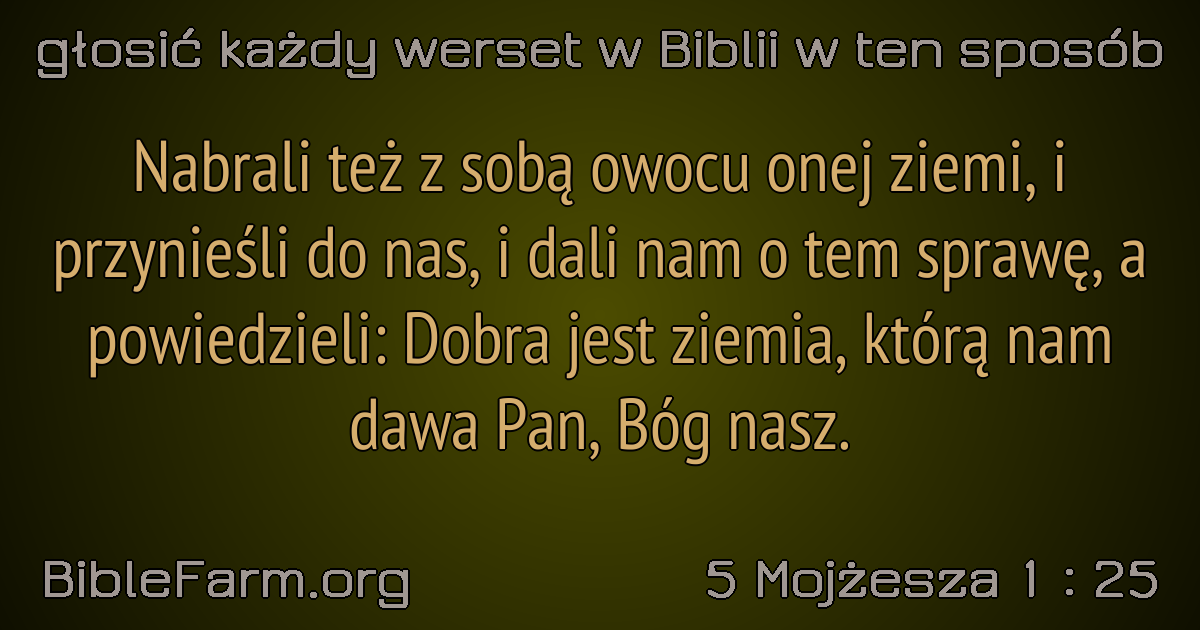 głosić każdy werset w Biblii w ten sposób
Nabrali też z sobą owocu onej ziemi, i
przynieśli do nas, i dali nam o tem sprawę, a
powiedzieli: Dobra jest ziemia, którą nam
dawa Pan, Bóg nasz.
BibleFarm.org
5 Mojżesza 1 : 25